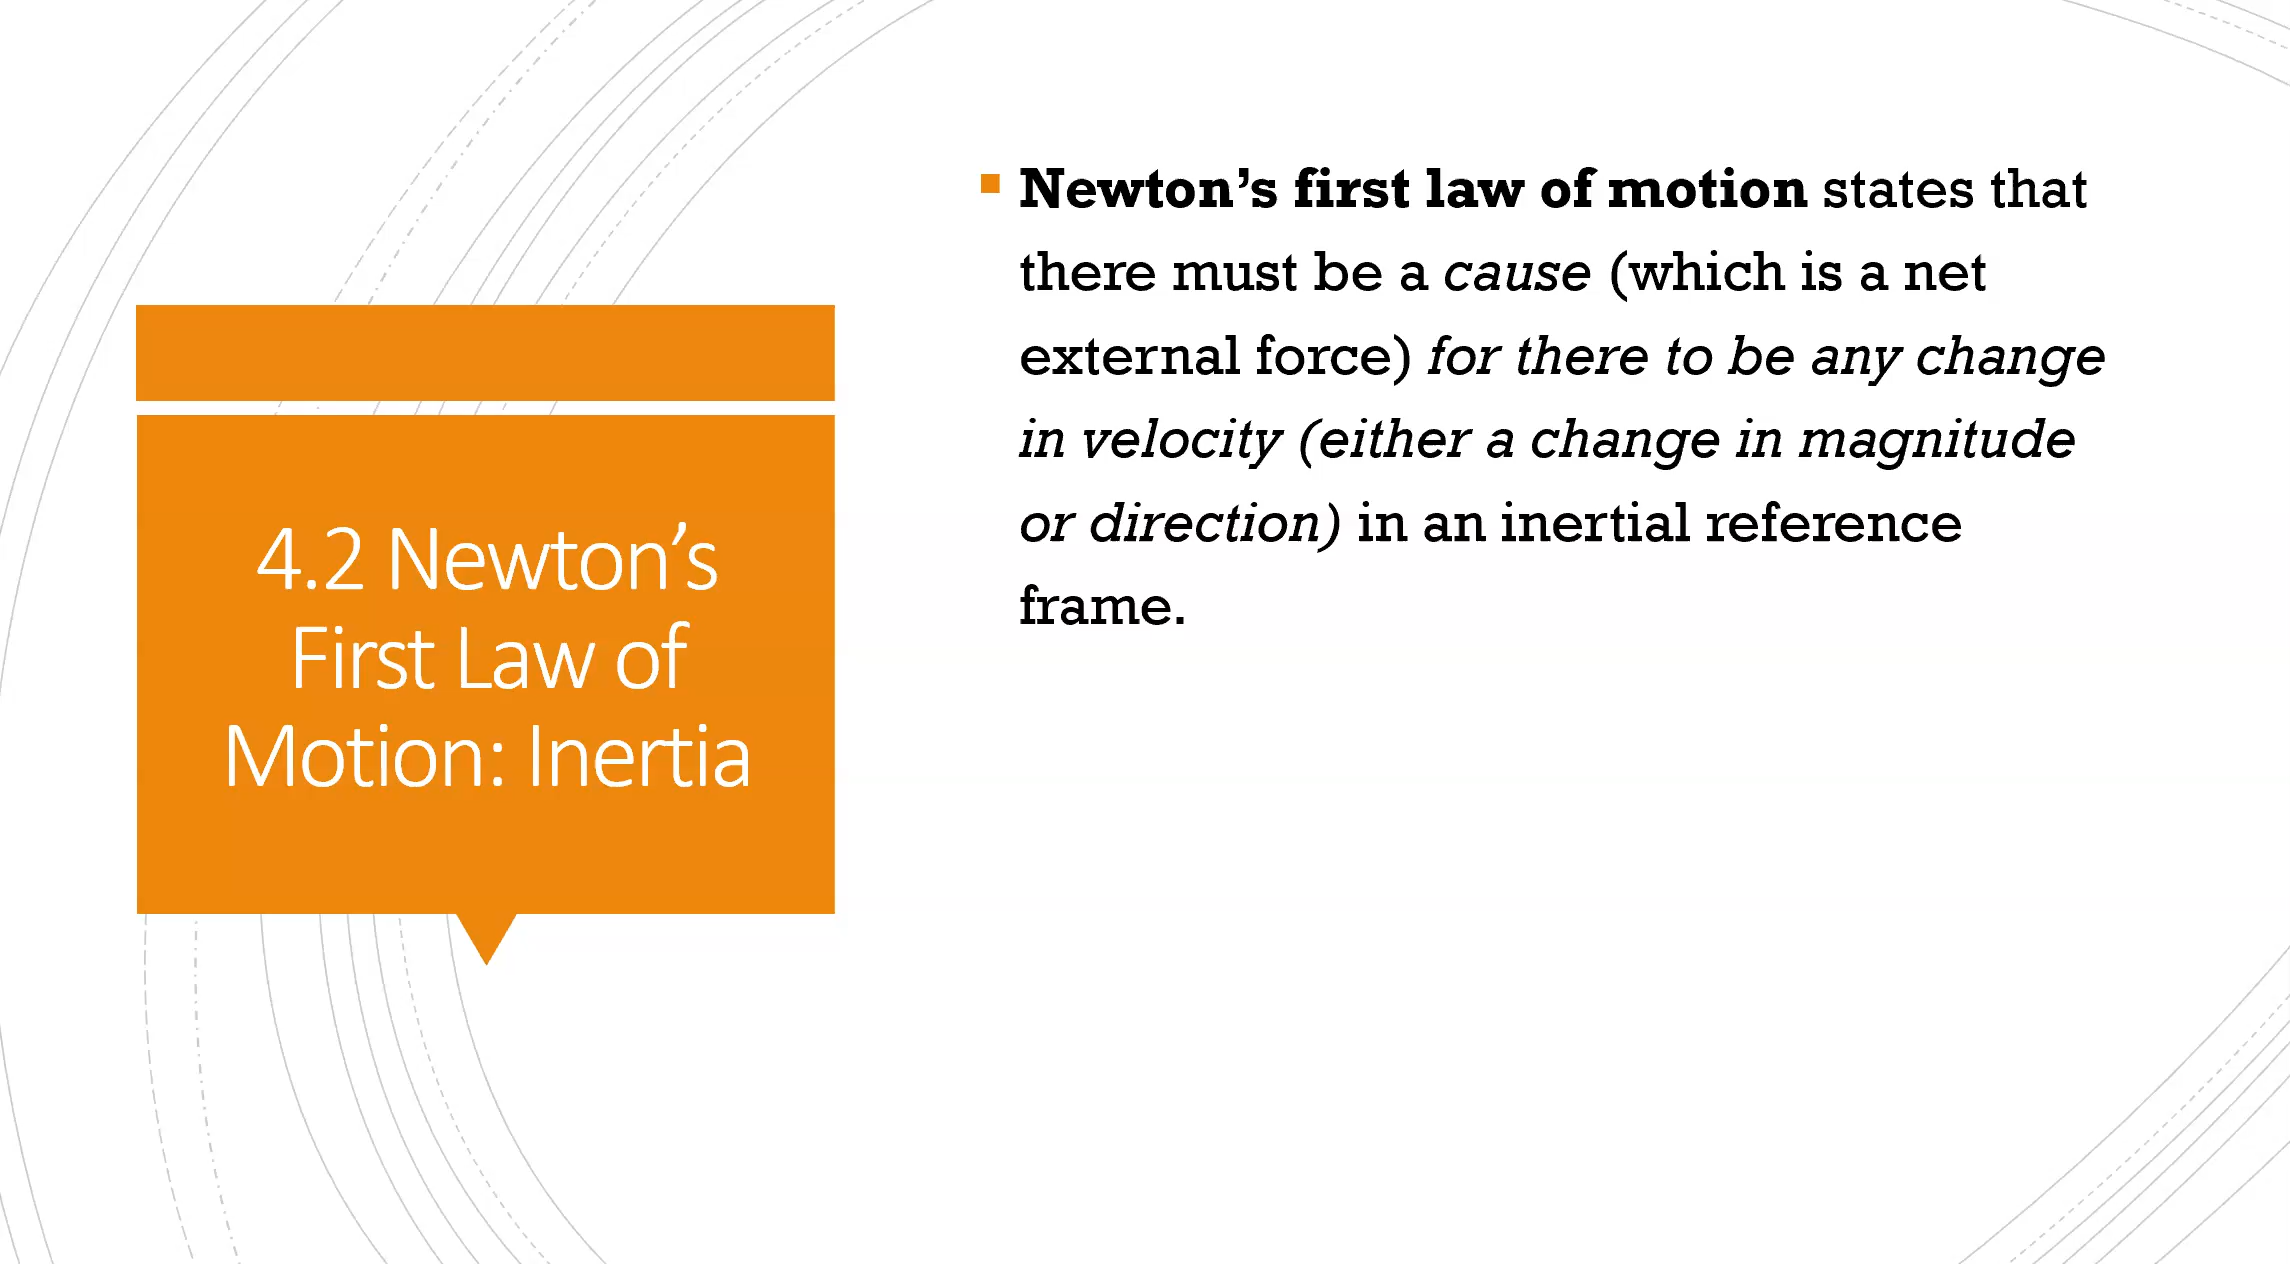 4.2 Newton’s
First Law of
Motion: Inertia
Newton’s first law of motion states that
there must be a cause (which is a net
external force) for there to be any change
in velocity (either a change in magnitude
or direction) in an inertial reference
frame.